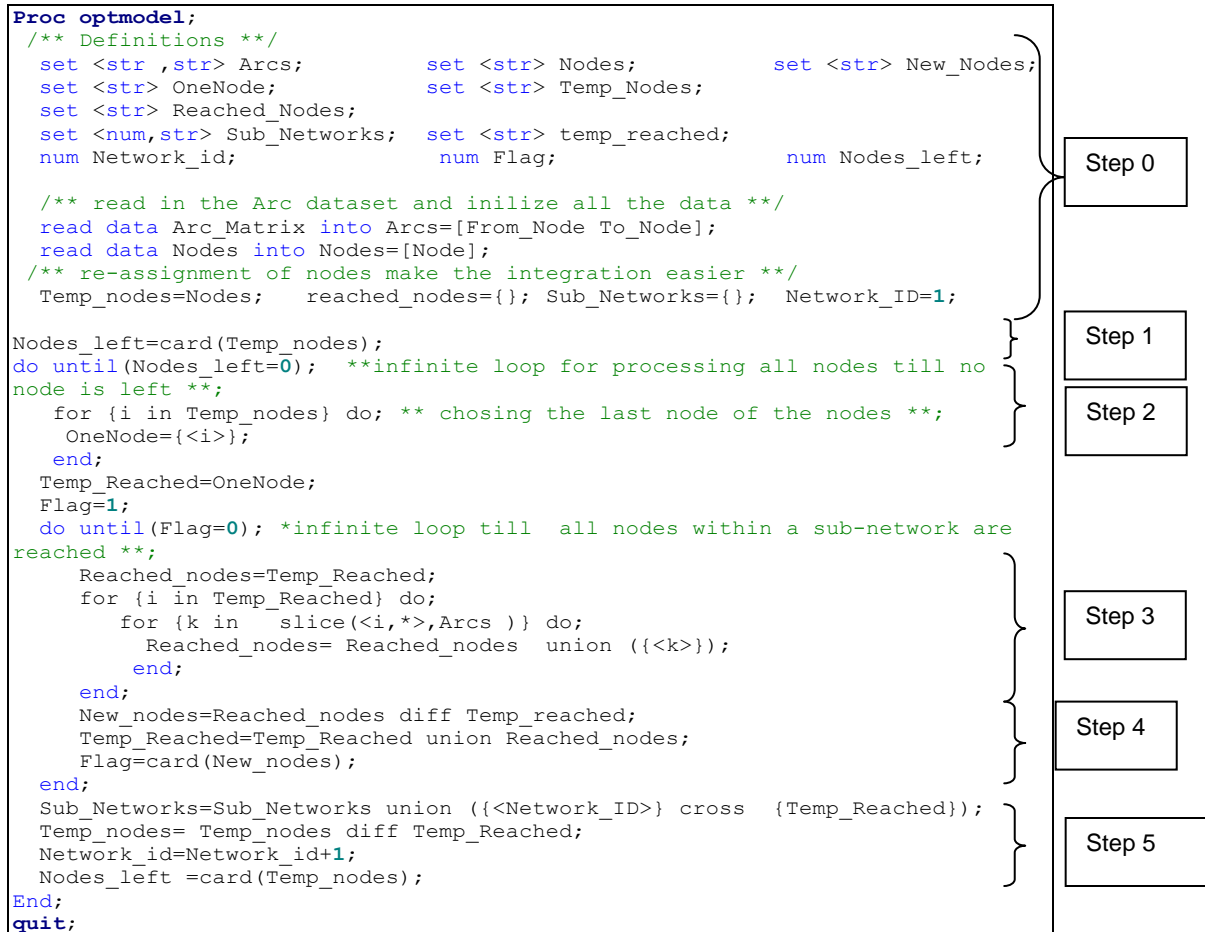 Proc optmodel;
/** Definitions **/
set <str ,str> Arcs; set <str> Nodes; set <str> New_Nodes;
set <str> OneNode; set <str> Temp_Nodes;
set <str> Reached_Nodes;
set <num,str> Sub_Networks; set <str> temp_reached;
num Network_id; num Flag; num Nodes_left;
Step 0
/** read in the Arc dataset and inilize all the data **/
read data Arc_Matrix into Arcs=[From_Node To_Node];
read data Nodes into Nodes=[Node];
/** re-assignment of nodes make the integration easier **/
Temp_nodes=Nodes; reached_nodes={}; Sub_Networks={}; Network_ID=1;
Nodes_left=card(Temp_nodes);
Step 1
do until(Nodes_left=0); **infinite loop for processing all nodes till no
node is left **;
for {i in Temp_nodes} do; ** chosing the last node of the nodes **;
Step 2
OneNode={<i>};
end;
Temp_Reached=OneNode;
Flag=1;
do until(Flag=0); *infinite loop till all nodes within a sub-network are
reached **;
Reached_nodes=Temp_Reached;
for {i in Temp_Reached} do;
for {k in slice(<i,*>,Arcs )} do;
Step 3
Reached_nodes= Reached_nodes union ({<k>});
end;
end;
New_nodes=Reached_nodes diff Temp_reached;
Temp_Reached=Temp_Reached union Reached_nodes;
Step 4
Flag=card(New_nodes);
end;
Sub_Networks=Sub_Networks union ({<Network_ID>} cross {Temp_Reached});
Temp_nodes= Temp_nodes diff Temp_Reached;
Network_id=Network_id+1;
Step 5
Nodes_left =card(Temp_nodes);
End;
quit;